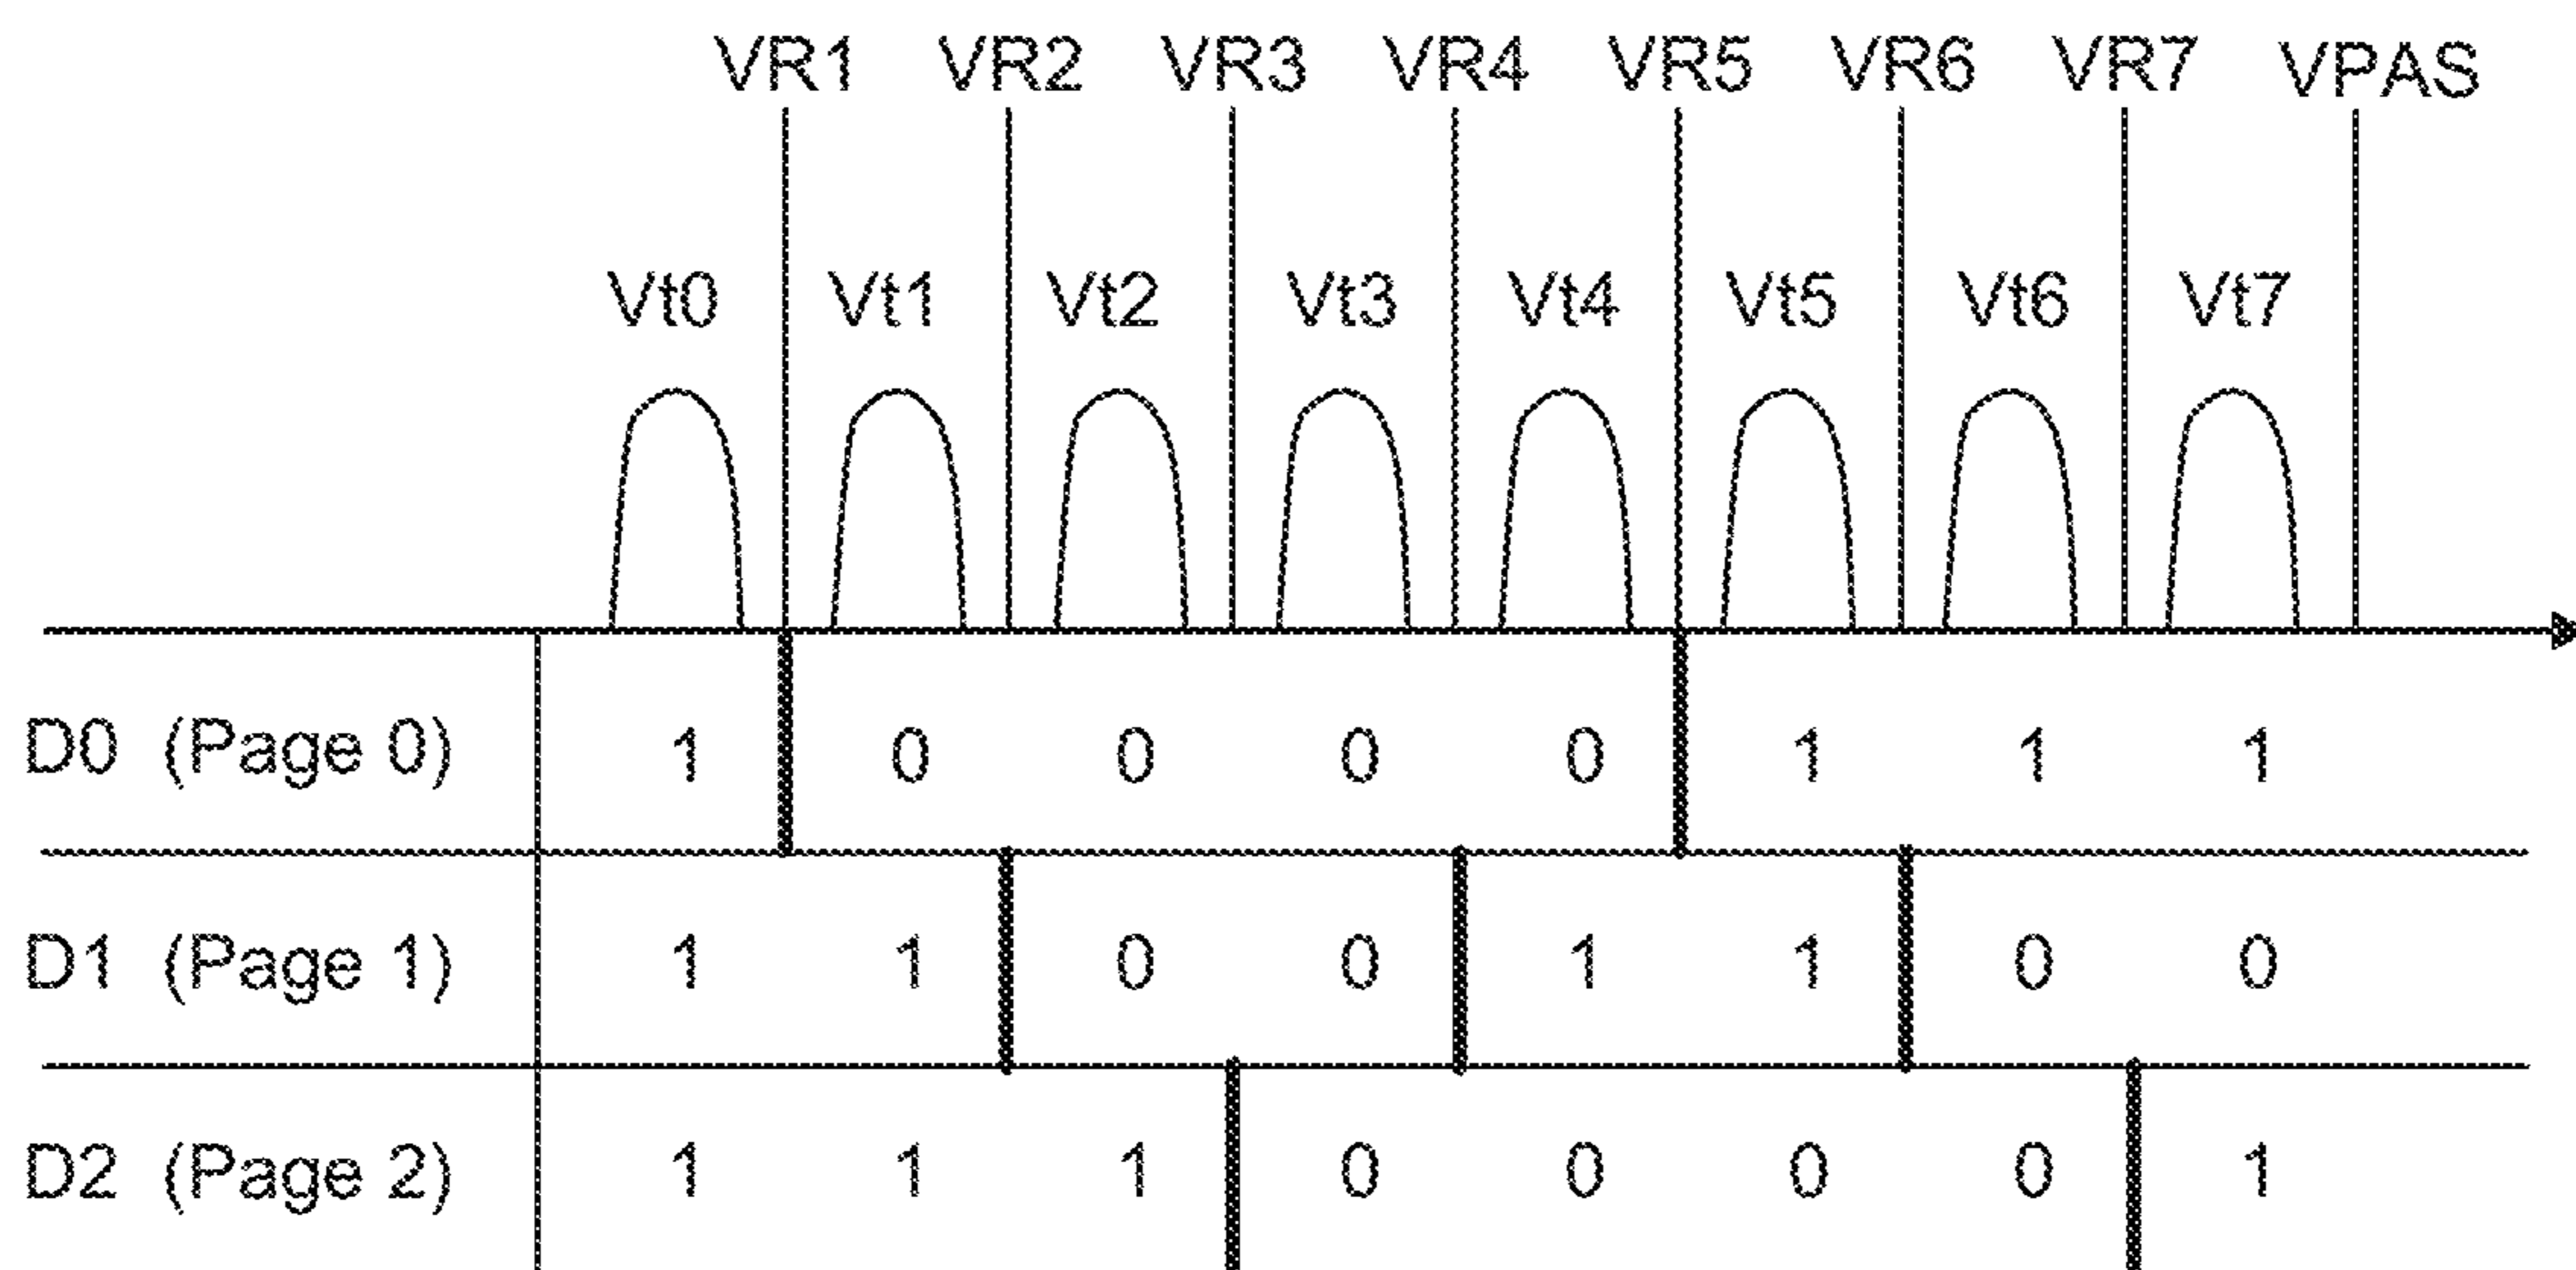 VR1 VR2 VR3 VR4 VR5 VR6 VR7 VPAS
Vt0 Vt1 Vt2 Vt3 Vt4 Vt5 Vt6 Vt7
D0 (Page 0) 1 0 0 0 0 1 1 1
D1 (Page 1) 1 1 0 0 1 1 0 0
D2 (Page 2) 1 1 1 0 0 0 0 1